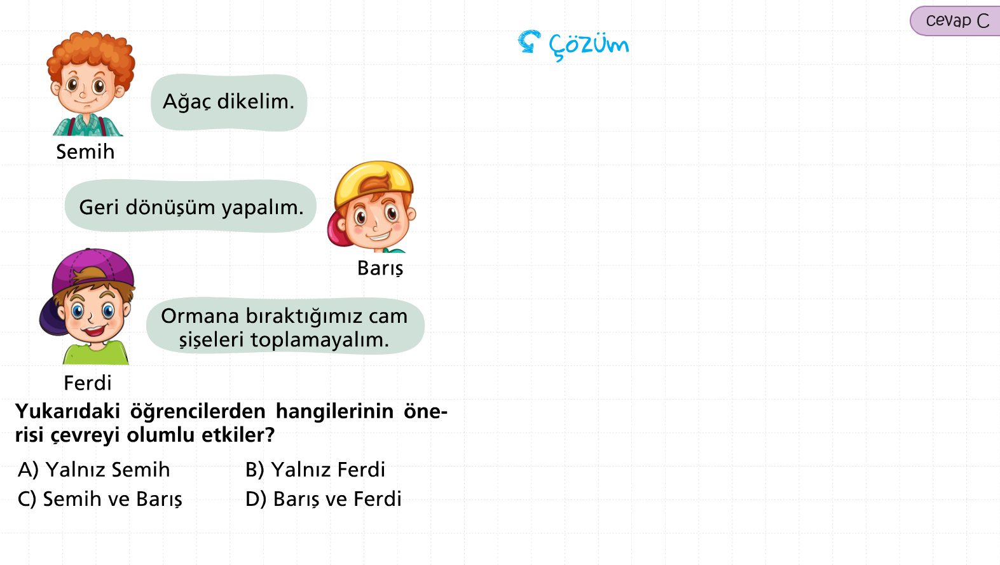 cevap C
Çözüm
Ağaç dikelim.
Semih
Geri dönüşüm yapalım.
Barış
Ormana bıraktığımız cam
şişeleri toplamayalım.
Ferdi
Yukarıdaki öğrencilerden hangilerinin öne-
risi çevreyi olumlu etkiler?
A) Yalnız Semih B) Yalnız Ferdi
C) Semih ve Barış D) Barış ve Ferdi